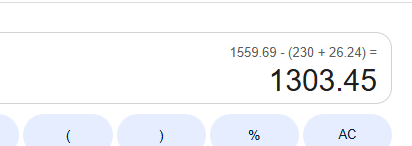 1559.69 - (230 + 26.24) =
1303.45
( ) % AC